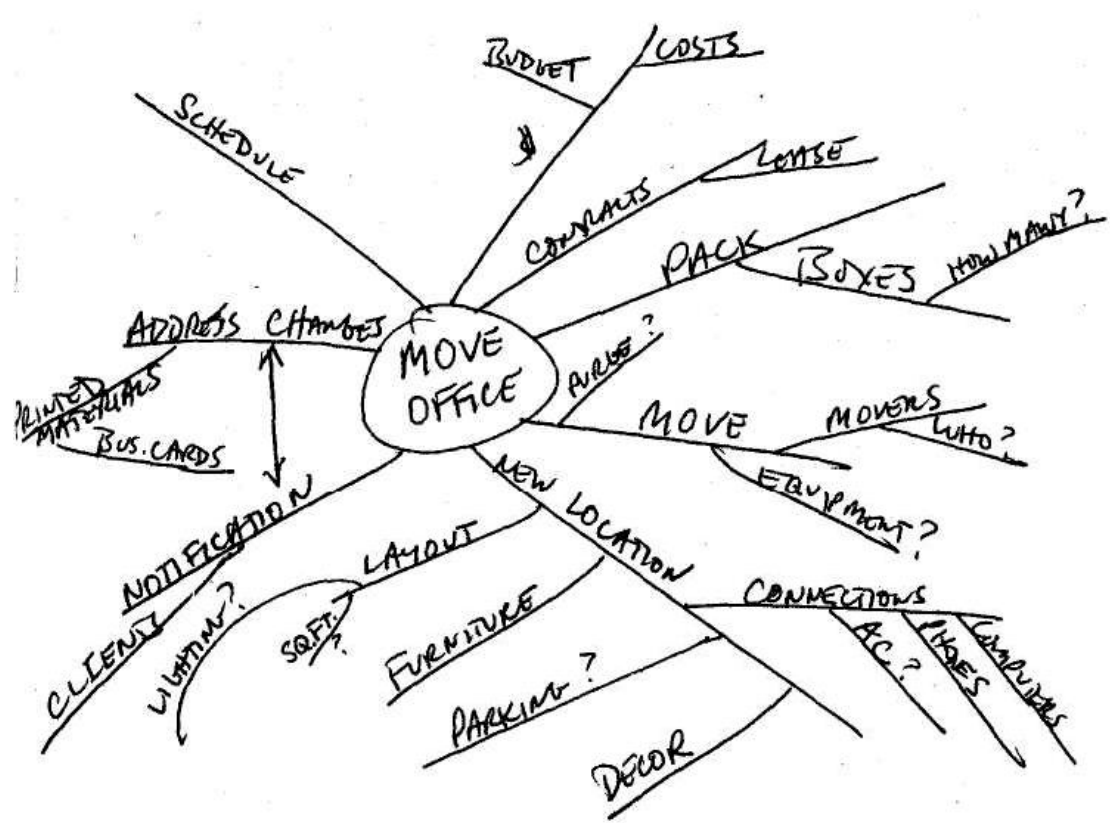 BUDGET
COSTS
SCHEDULE
$
CONTRACTS
LEASE
PACK
BOXES
HOW MANY?
ADDRESS CHANGES
MOVE
OFFICE
PURGE?
MOVE
MOVERS
WHO?
EQUIPMENT?
PRINTED
MATERIALS
BUS. CARDS
NEW LOCATION
NOTIFICATION
CLIENTS
LAYOUT
LIGHTING?
SQ.FT.
?
FURNITURE
PARKING?
DECOR
CONNECTIONS
AC?
PHONES
COMPUTERS